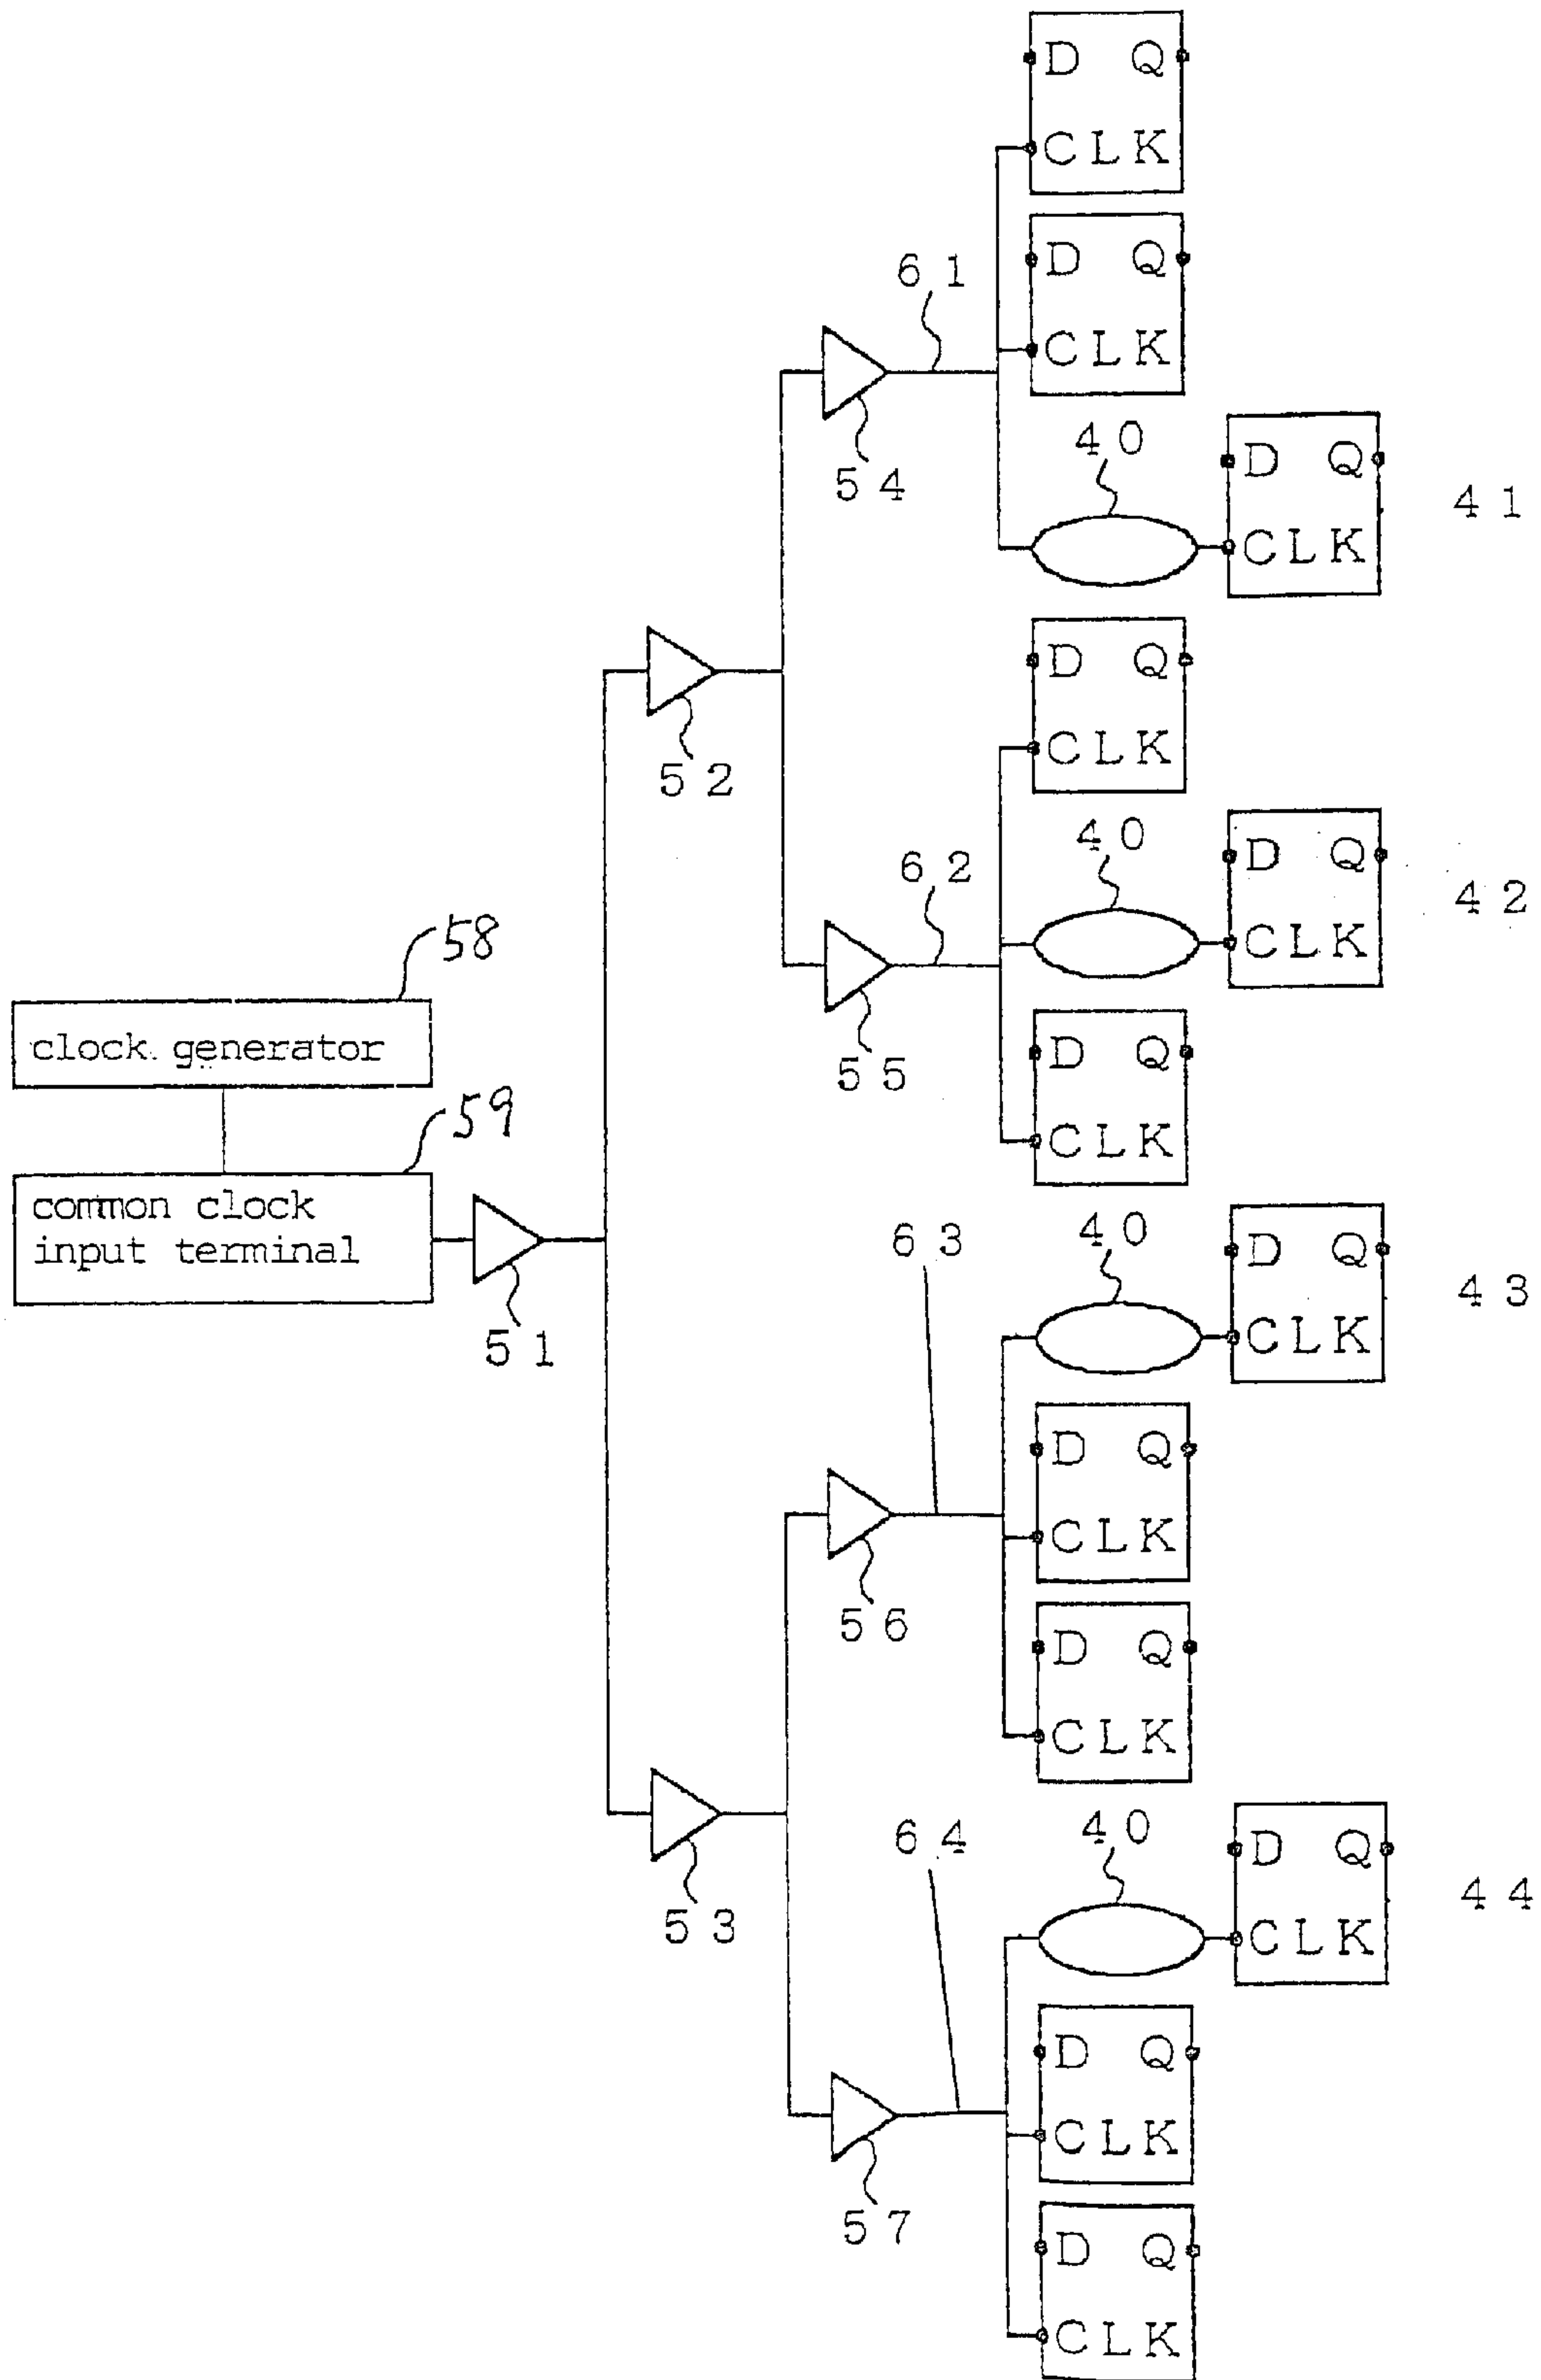 D Q
CLK
D Q
CLK
61
54
40
D Q
CLK
41
52
D Q
CLK
62
55
40
D Q
CLK
42
D Q
CLK
58
clock generator
59
common clock
input terminal
51
63
56
40
D Q
CLK
43
D Q
CLK
D Q
CLK
53
64
57
40
D Q
CLK
44
D Q
CLK
D Q
CLK